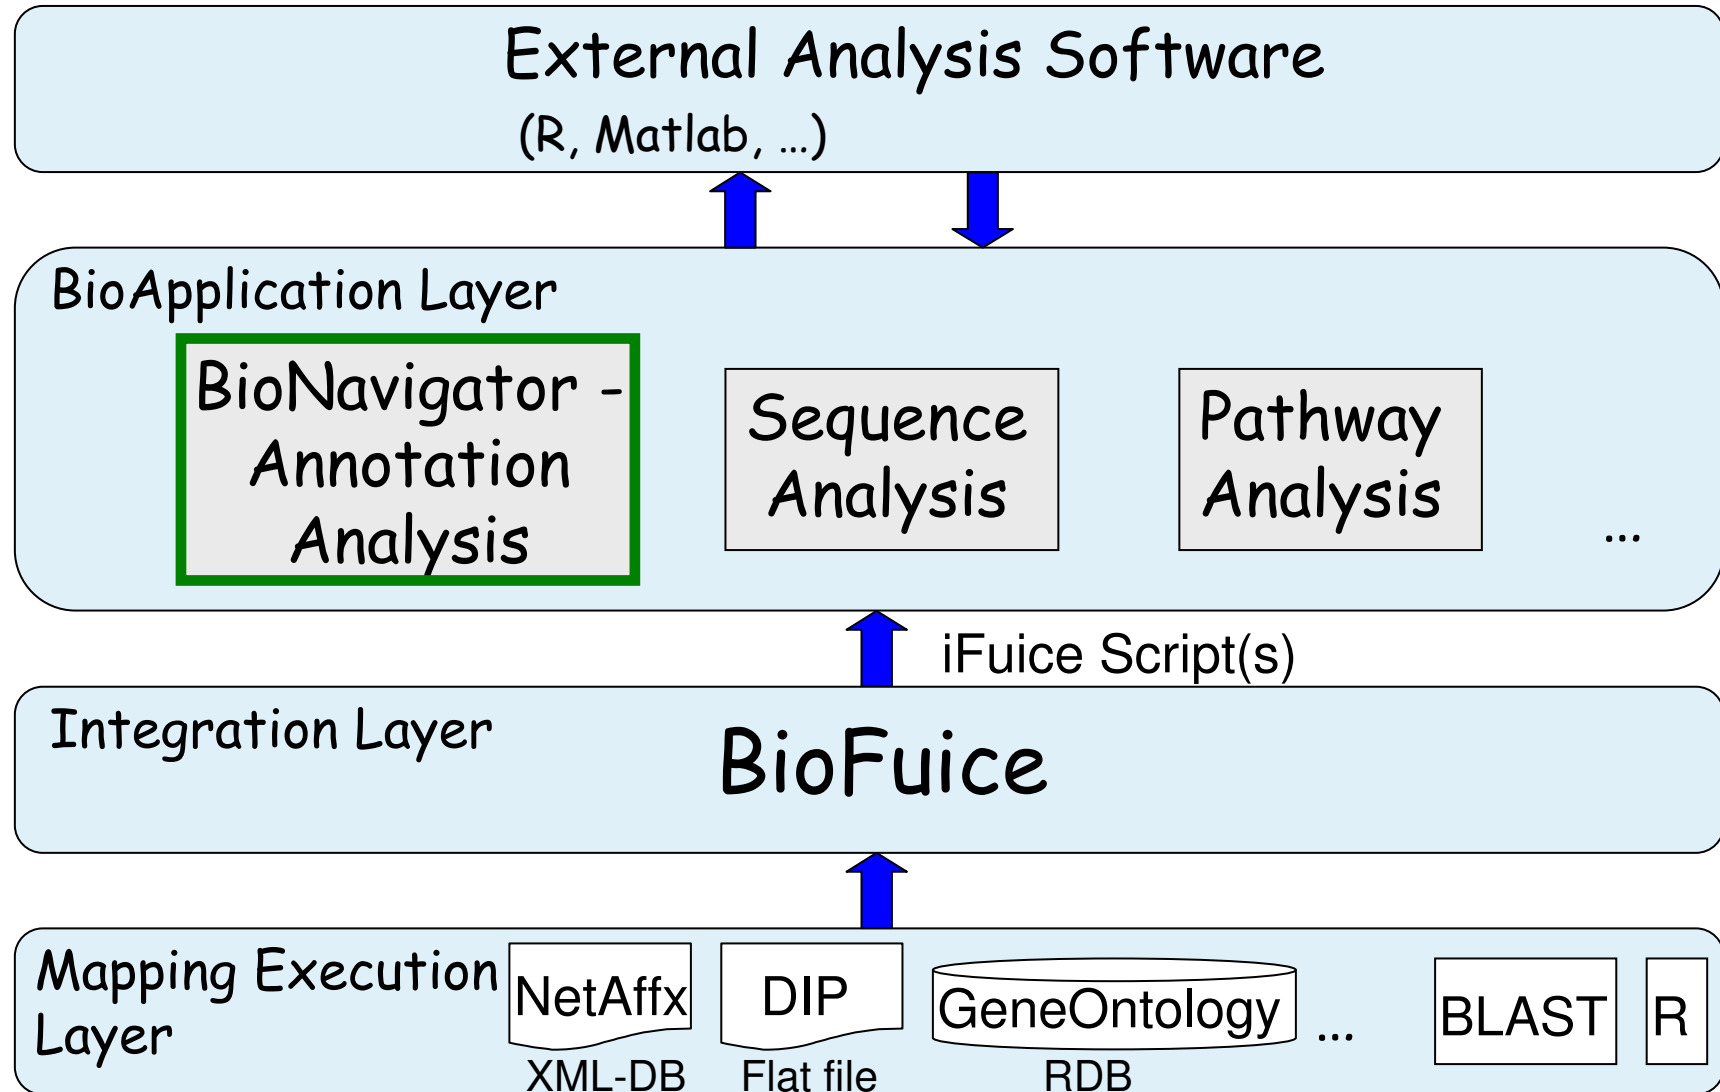 External Analysis Software
(R, Matlab, ...)
BioApplication Layer
BioNavigator -
Annotation
Analysis
Sequence
Analysis
Pathway
Analysis
...
iFuice Script(s)
Integration Layer
BioFuice
Mapping Execution
Layer
NetAffx
XML-DB
DIP
Flat file
GeneOntology
RDB
...
BLAST
R